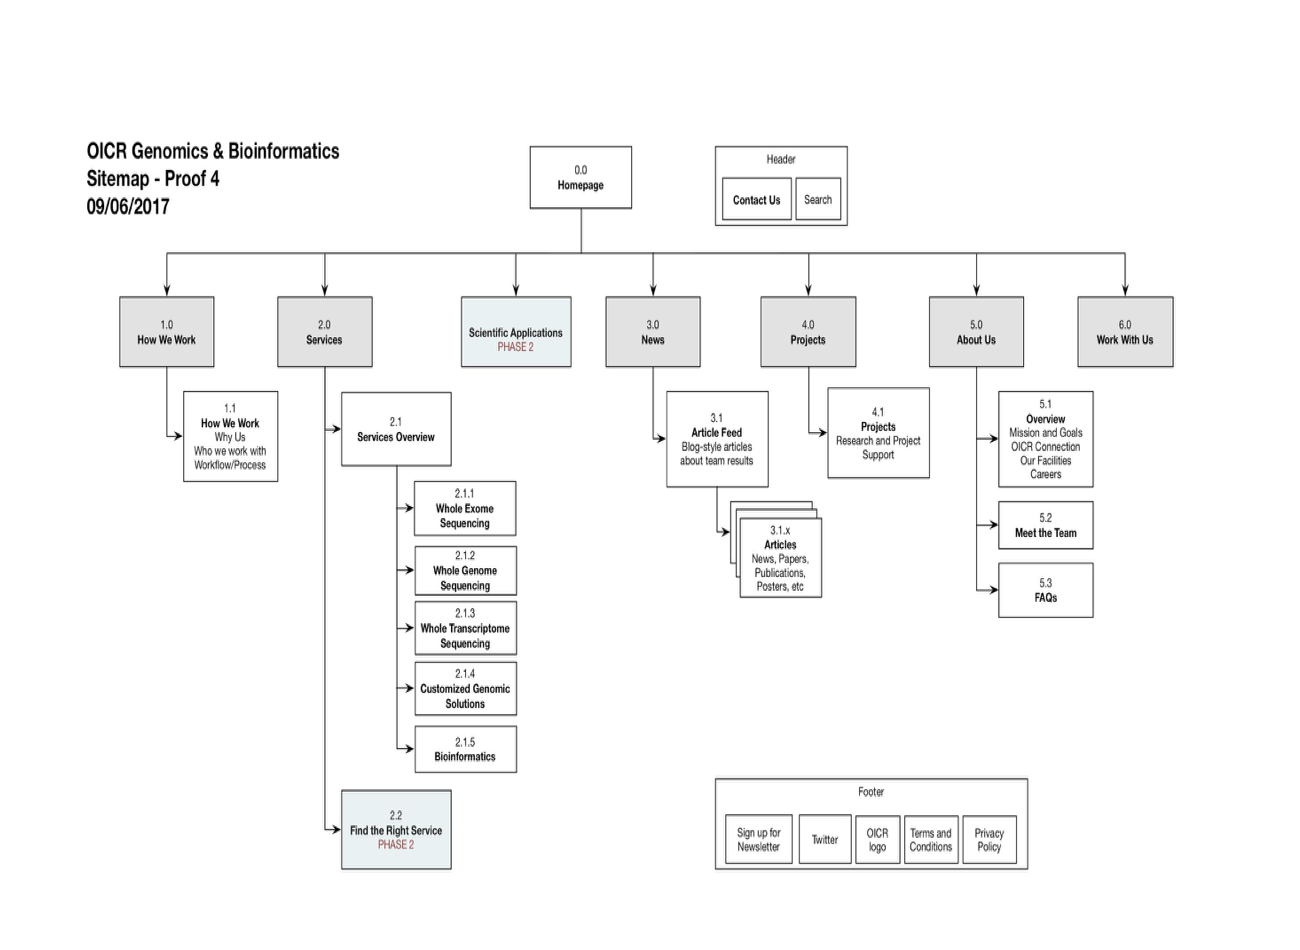 OICR Genomics & Bioinformatics
Sitemap - Proof 4
09/06/2017
0.0
Homepage
Header
Contact Us
Search
1.0
How We Work
2.0
Services
Scientific Applications
PHASE 2
3.0
News
4.0
Projects
5.0
About Us
6.0
Work With Us
1.1
How We Work
Why Us
Who we work with
Workflow/Process
2.1
Services Overview
2.1.1
Whole Exome
Sequencing
2.1.2
Whole Genome
Sequencing
2.1.3
Whole Transcriptome
Sequencing
2.1.4
Customized Genomic
Solutions
2.1.5
Bioinformatics
2.2
Find the Right Service
PHASE 2
3.1
Article Feed
Blog-style articles
about team results
3.1.x
Articles
News, Papers,
Publications,
Posters, etc
4.1
Projects
Research and Project
Support
5.1
Overview
Mission and Goals
OICR Connection
Our Facilities
Careers
5.2
Meet the Team
5.3
FAQs
Footer
Sign up for
Newsletter
Twitter
OICR
logo
Terms and
Conditions
Privacy
Policy